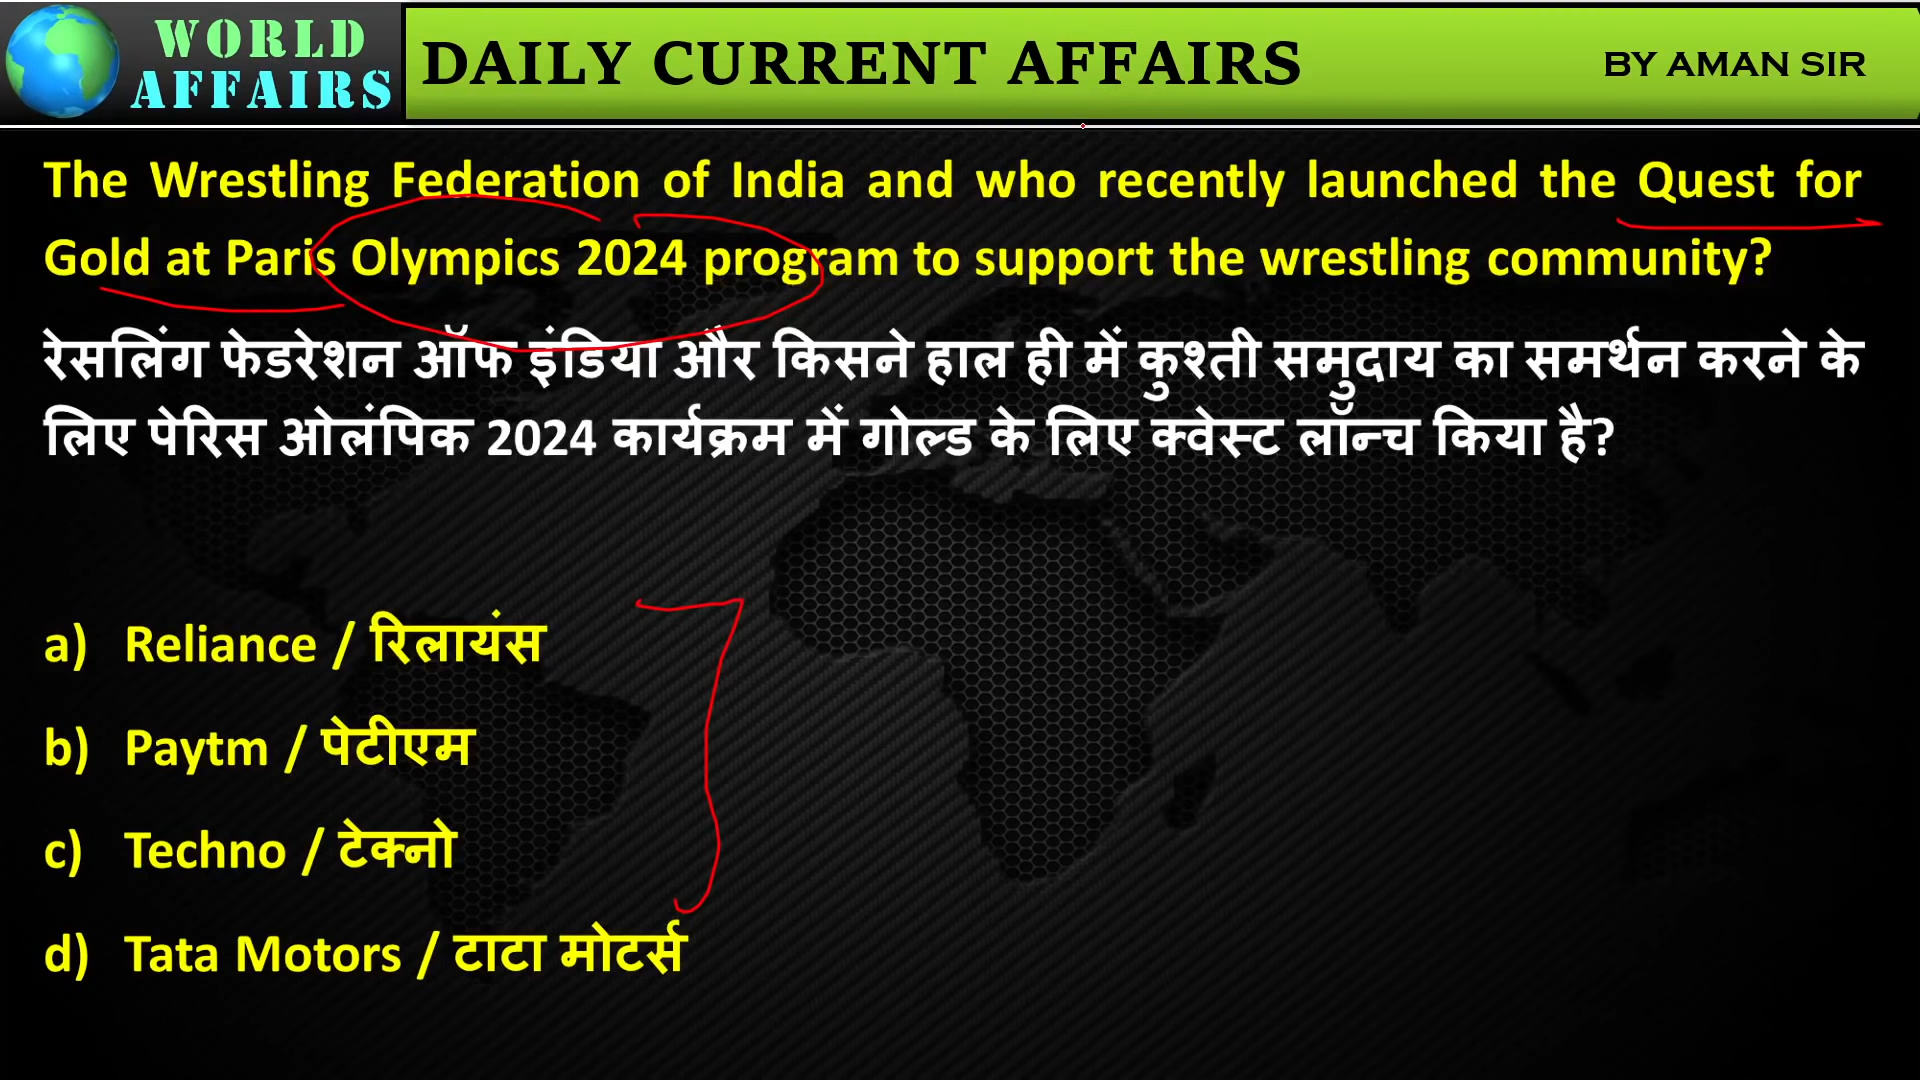 WORLD
AFFAIRS
DAILY CURRENT AFFAIRS
BY AMAN SIR
The Wrestling Federation of India and who recently launched the Quest for
Gold at Paris Olympics 2024 program to support the wrestling community?
रेसलिंग फेडरेशन ऑफ इंडिया और किसने हाल ही में कुश्ती समुदाय का समर्थन करने के
लिए पेरिस ओलंपिक 2024 कार्यक्रम में गोल्ड के लिए क्वेस्ट लॉन्च किया है?
a) Reliance / रिलायंस
b) Paytm / पेटीएम
c) Techno / टेक्नो
d) Tata Motors / टाटा मोटर्स